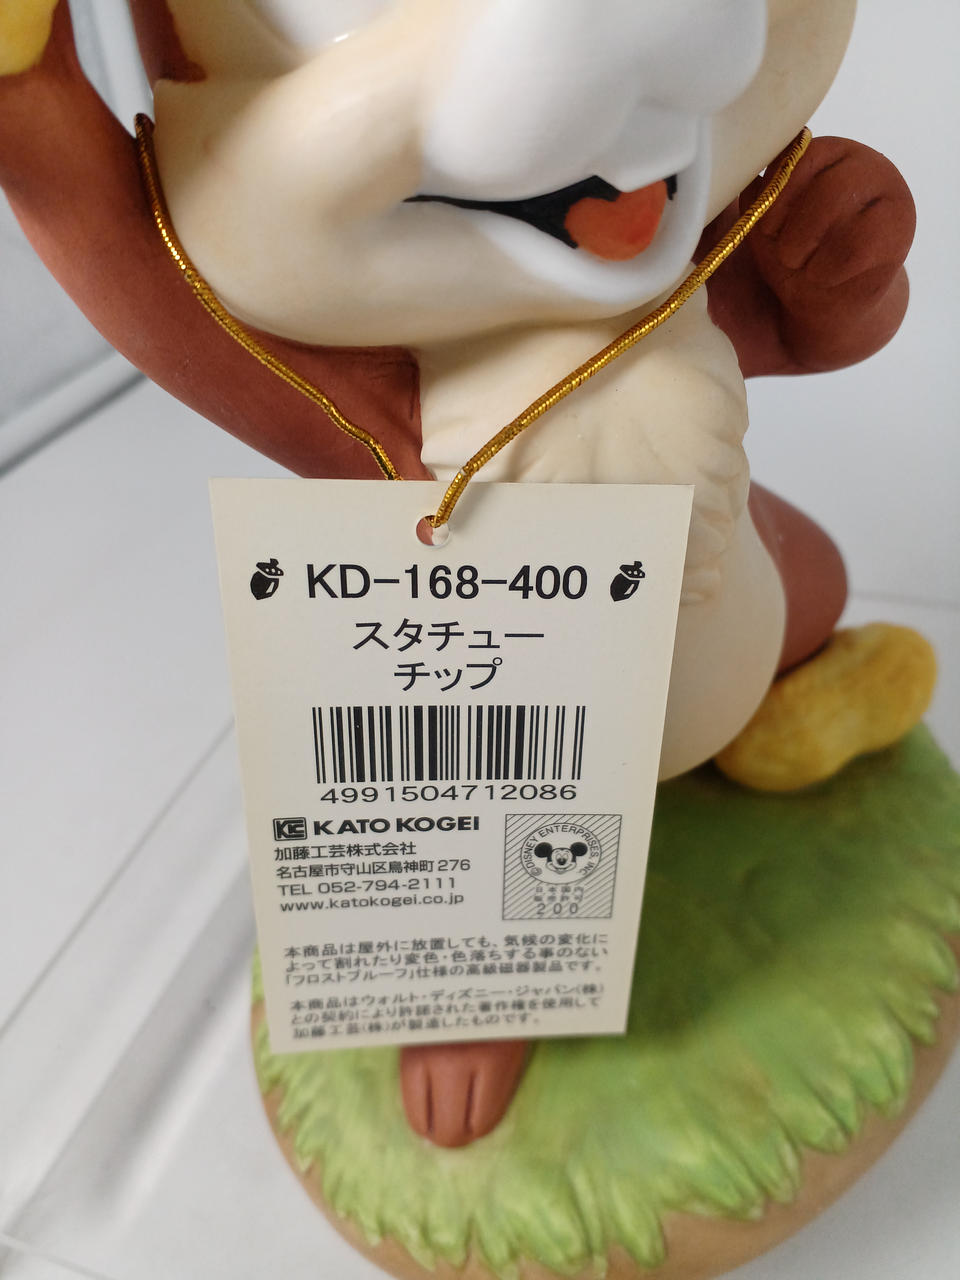 KD-168-400
スタチュー
チップ
4991504712086
KLC KATO KOGEI
加藤工芸株式会社
名古屋市守山区鳥神町276
TEL 052-794-2111
www.katokogei.co.jp
©DISNEY ENTERPRISES, INC
日本国内
販売許可
200
本商品は屋外に放置しても、気候の変化に
よって割れたり変色・色落ちする事のない
「フロストプルーフ」仕様の高級磁器製品です。
本商品はウォルト・ディズニー・ジャパン(株)
との契約により許諾された著作権を使用して
加藤工芸(株)が製造したものです。